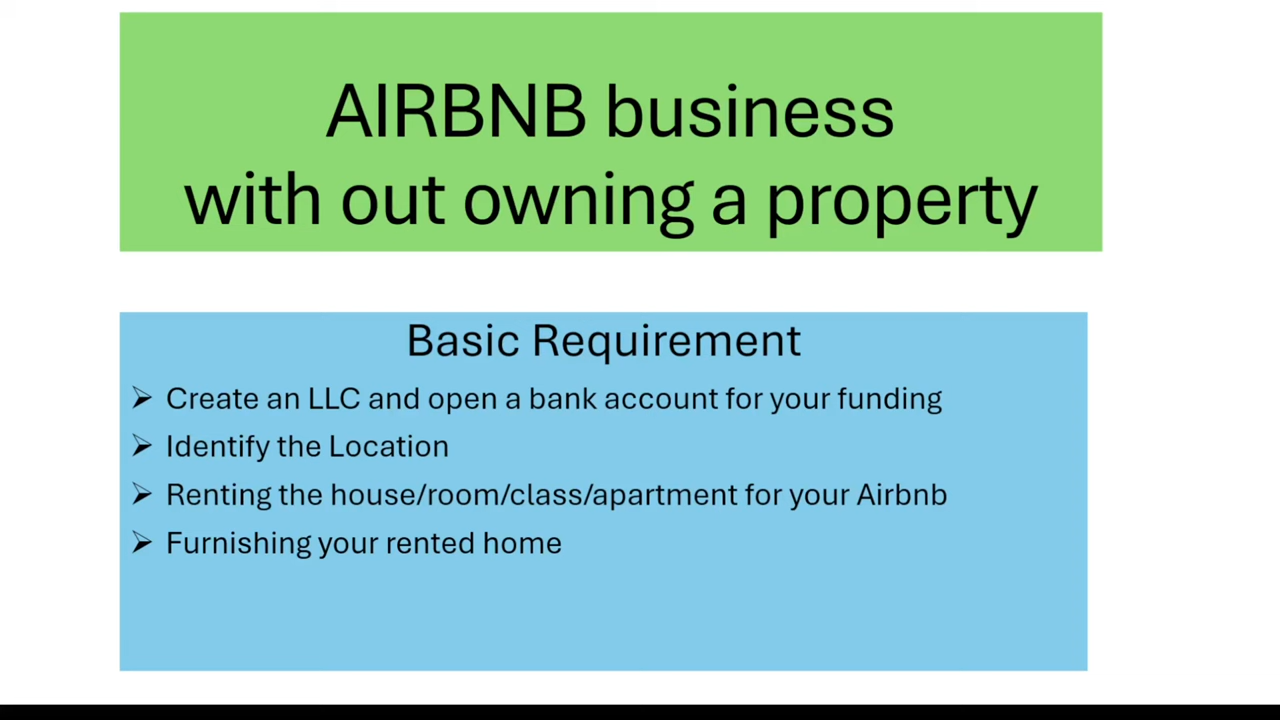 AIRBNB business
with out owning a property
Basic Requirement
➢ Create an LLC and open a bank account for your funding
➢ Identify the Location
➢ Renting the house/room/class/apartment for your Airbnb
➢ Furnishing your rented home